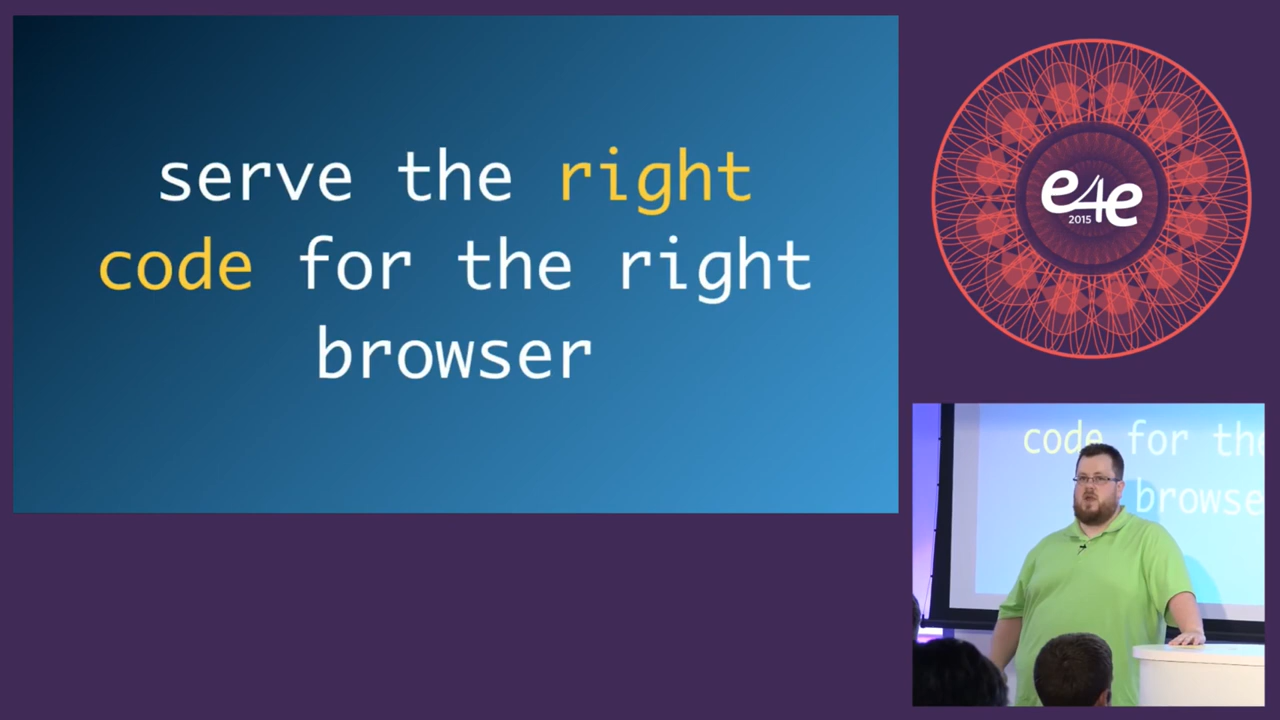 serve the right
code for the right
browser
e4e
2015
code for the
browse